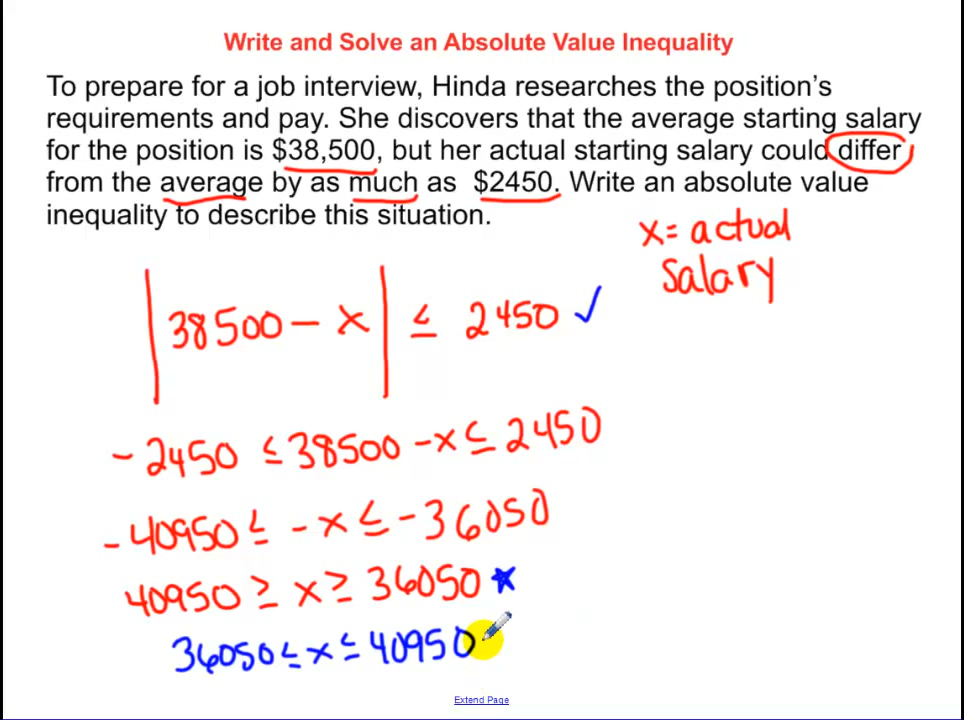 Write and Solve an Absolute Value Inequality
To prepare for a job interview, Hinda researches the position's
requirements and pay. She discovers that the average starting salary
for the position is $38,500, but her actual starting salary could differ
from the average by as much as $2450. Write an absolute value
inequality to describe this situation.
x = actual
salary
|38500 - x| ≤ 2450 ✓
-2450 ≤ 38500 - x ≤ 2450
-40950 ≤ -x ≤ -36050
40950 ≥ x ≥ 36050 ★
36050 ≤ x ≤ 40950
Extend Page